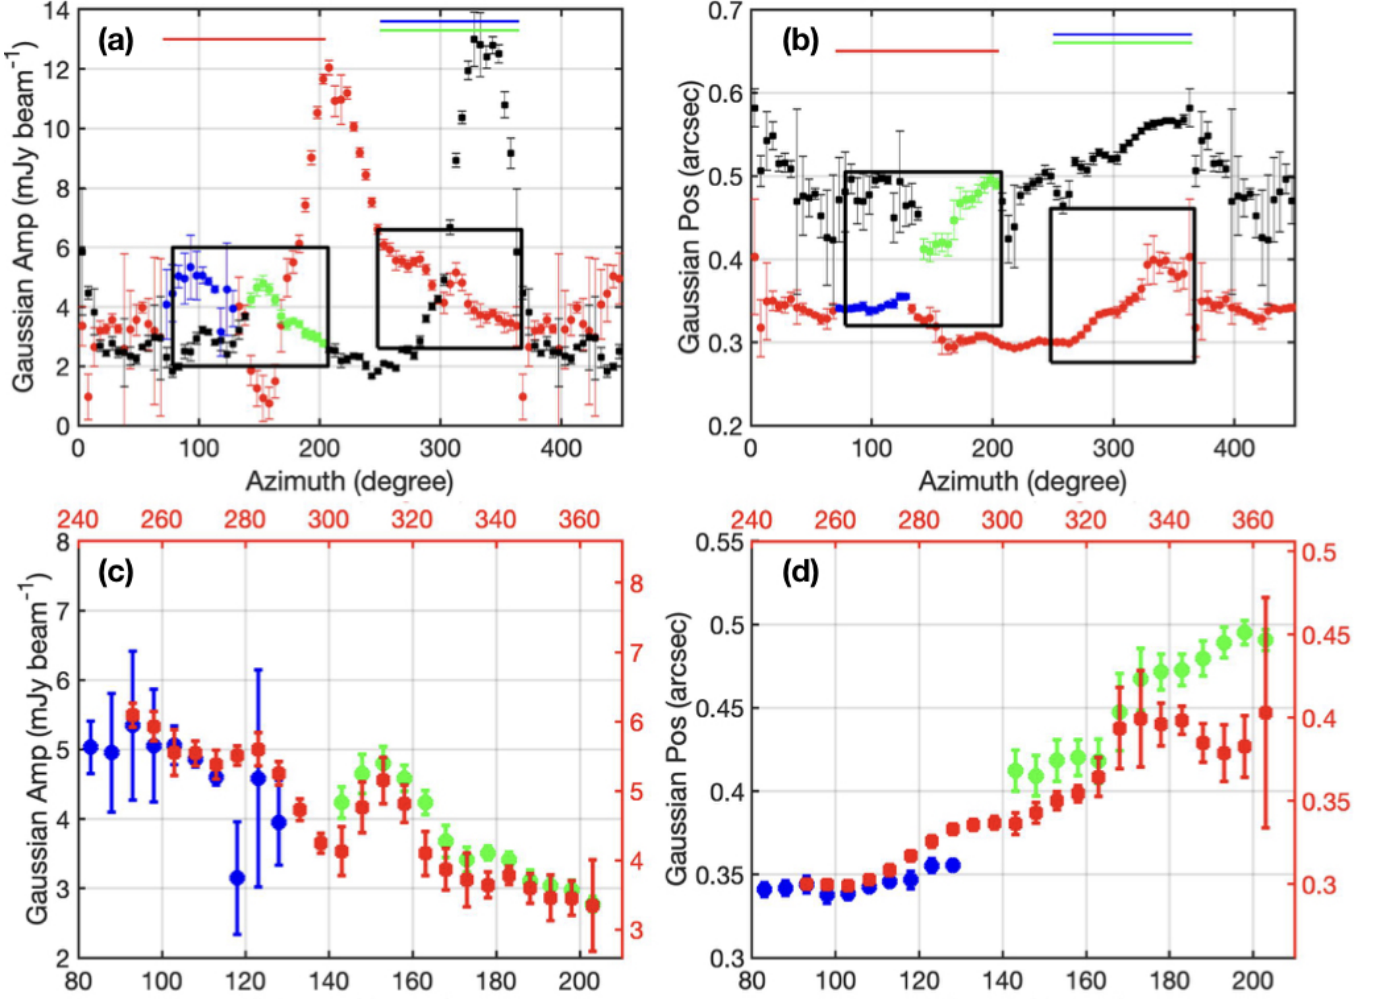 (a)
14
12
10
8
6
4
2
0
Gaussian Amp (mJy beam⁻¹)
0 100 200 300 400
Azimuth (degree)
(b)
0.7
0.6
0.5
0.4
0.3
0.2
Gaussian Pos (arcsec)
0 100 200 300 400
Azimuth (degree)
240 260 280 300 320 340 360
(c)
8
7
6
5
4
3
2
Gaussian Amp (mJy beam⁻¹)
8
7
6
5
4
3
80 100 120 140 160 180 200
240 260 280 300 320 340 360
(d)
0.55
0.5
0.45
0.4
0.35
0.3
Gaussian Pos (arcsec)
0.5
0.45
0.4
0.35
0.3
80 100 120 140 160 180 200